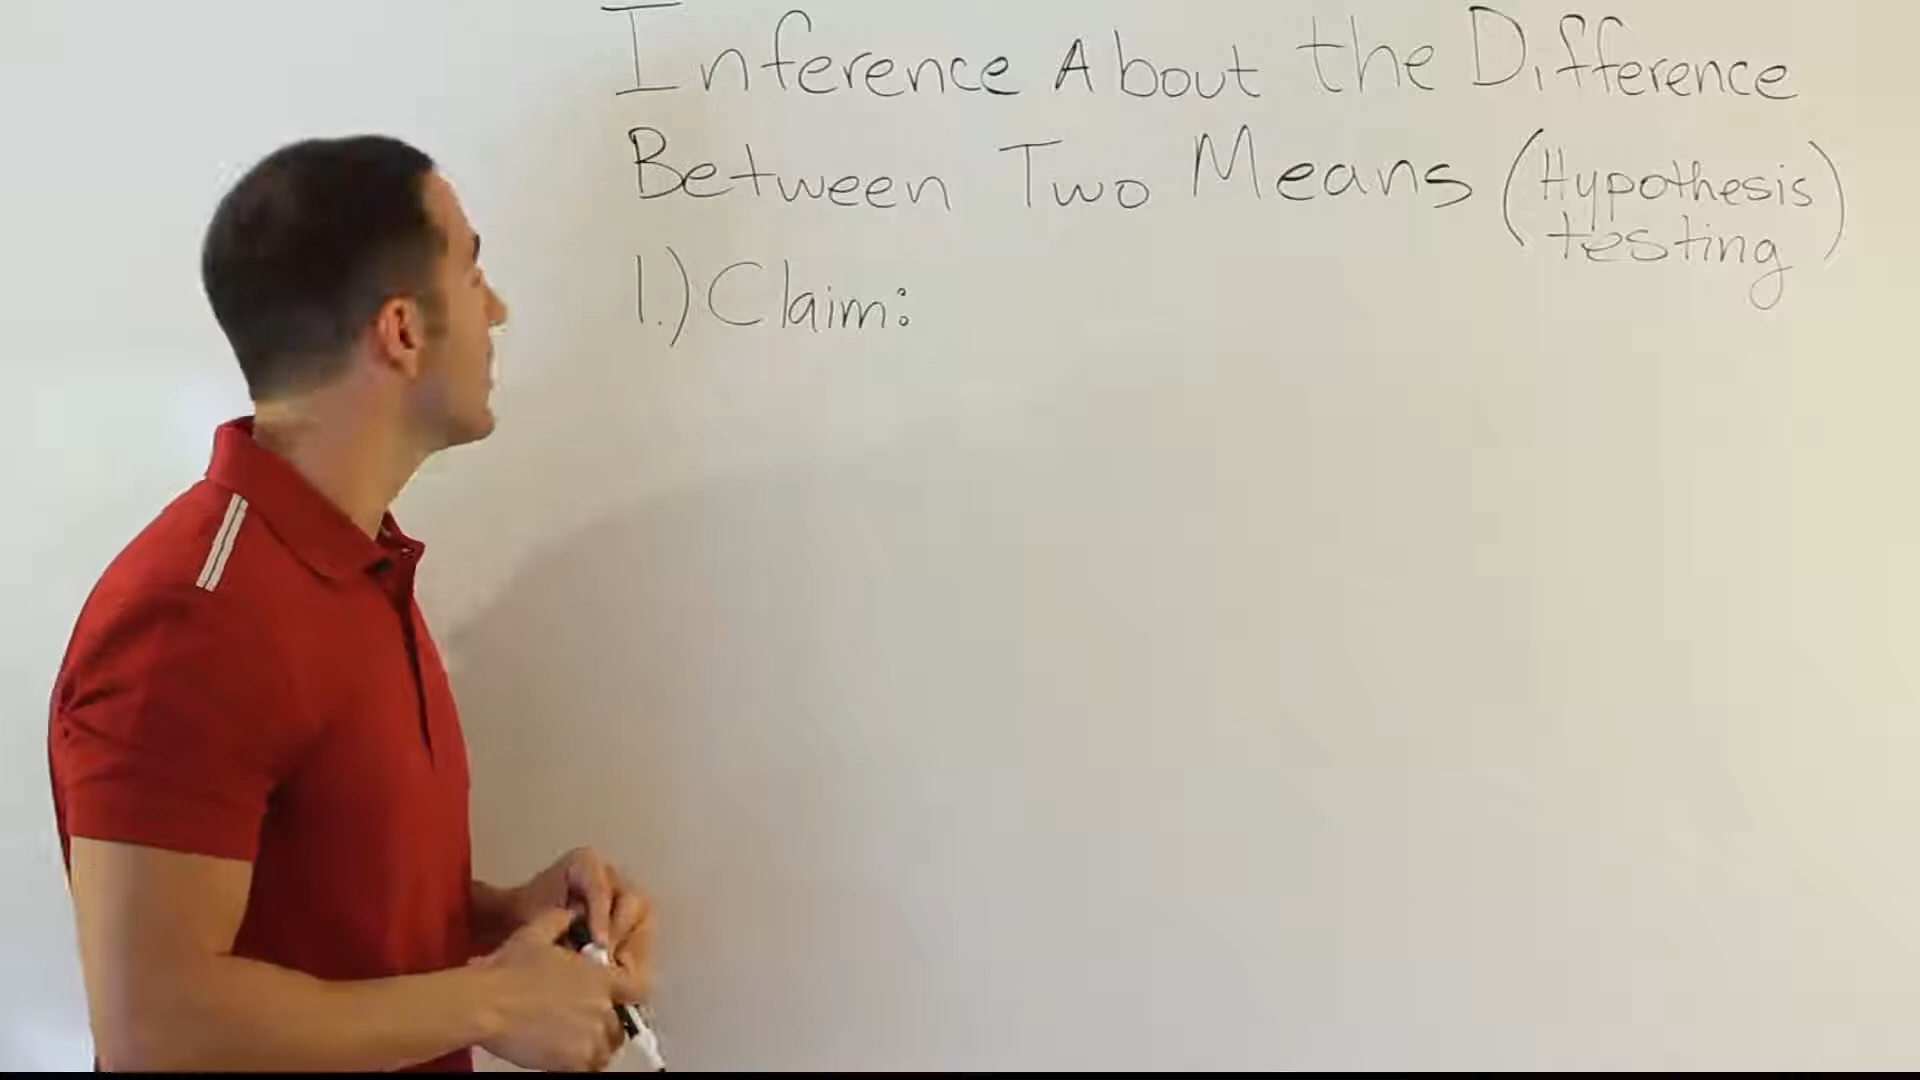 Inference About the Difference
Between Two Means (Hypothesis
testing)
1.) Claim: